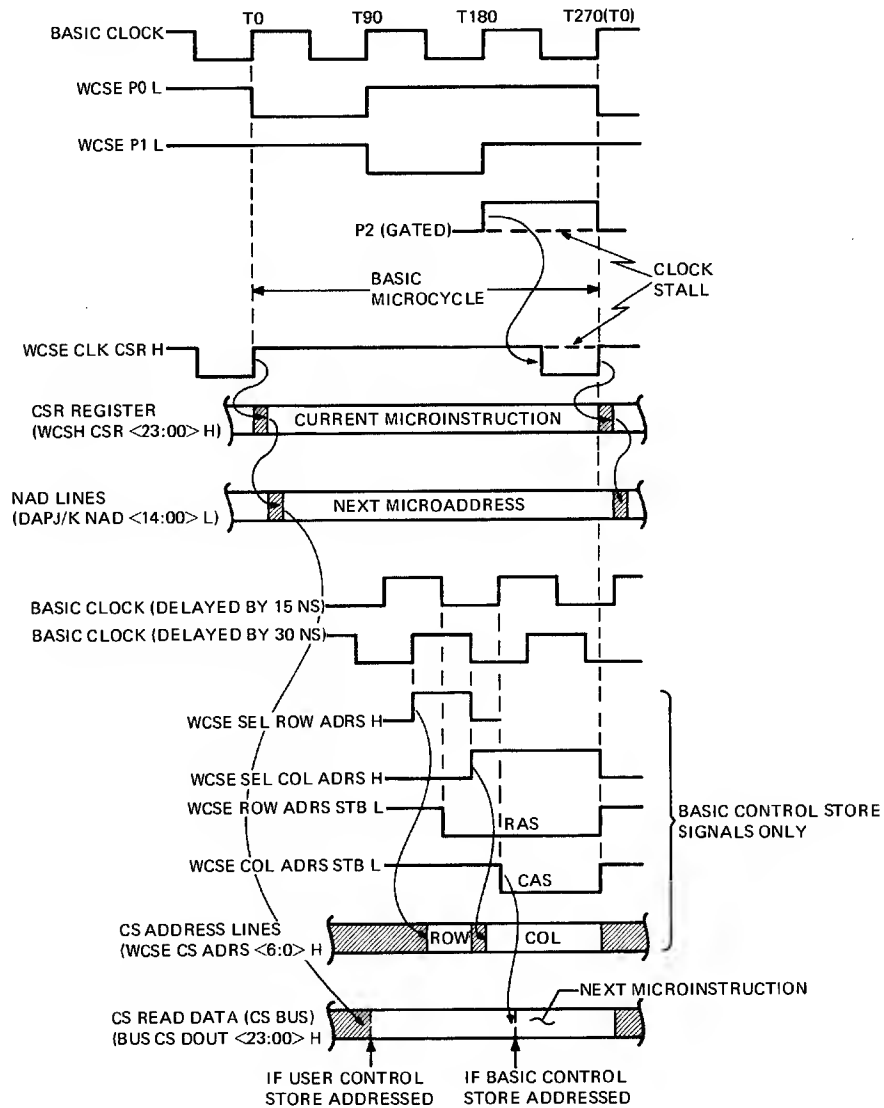 T0 T90 T180 T270(T0)
BASIC CLOCK
WCSE P0 L
WCSE P1 L
P2 (GATED)
CLOCK
STALL
BASIC
MICROCYCLE
WCSE CLK CSR H
CSR REGISTER
(WCSH CSR <23:00> H)
CURRENT MICROINSTRUCTION
NAD LINES
(DAPJ/K NAD <14:00> L)
NEXT MICROADDRESS
BASIC CLOCK (DELAYED BY 15 NS)
BASIC CLOCK (DELAYED BY 30 NS)
WCSE SEL ROW ADRS H
WCSE SEL COL ADRS H
WCSE ROW ADRS STB L
RAS
BASIC CONTROL STORE
SIGNALS ONLY
WCSE COL ADRS STB L
CAS
CS ADDRESS LINES
(WCSE CS ADRS <6:0> H
ROW COL
NEXT MICROINSTRUCTION
CS READ DATA (CS BUS)
(BUS CS DOUT <23:00> H
IF USER CONTROL
STORE ADDRESSED
IF BASIC CONTROL
STORE ADDRESSED